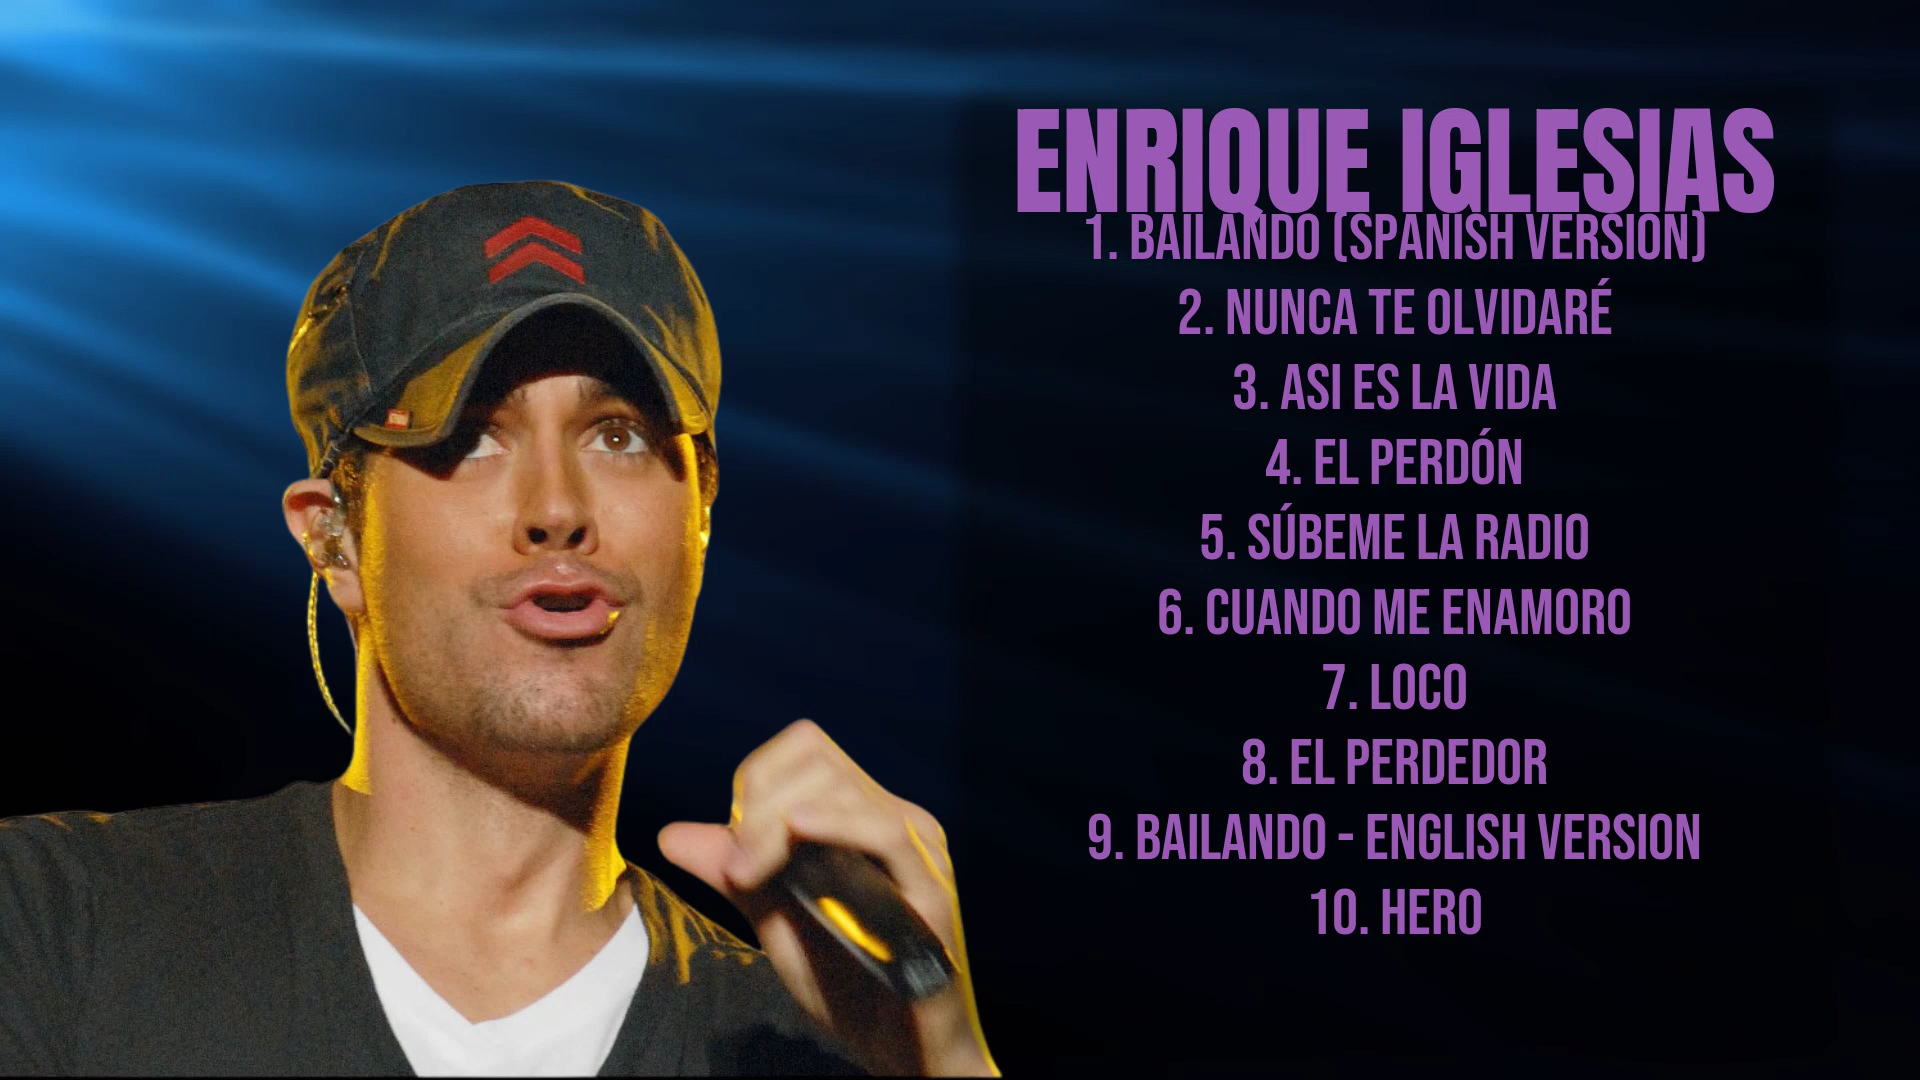 ENRIQUE IGLESIAS
1. BAILANDO (SPANISH VERSION)
2. NUNCA TE OLVIDARÉ
3. ASI ES LA VIDA
4. EL PERDÓN
5. SÚBEME LA RADIO
6. CUANDO ME ENAMORO
7. LOCO
8. EL PERDEDOR
9. BAILANDO - ENGLISH VERSION
10. HERO